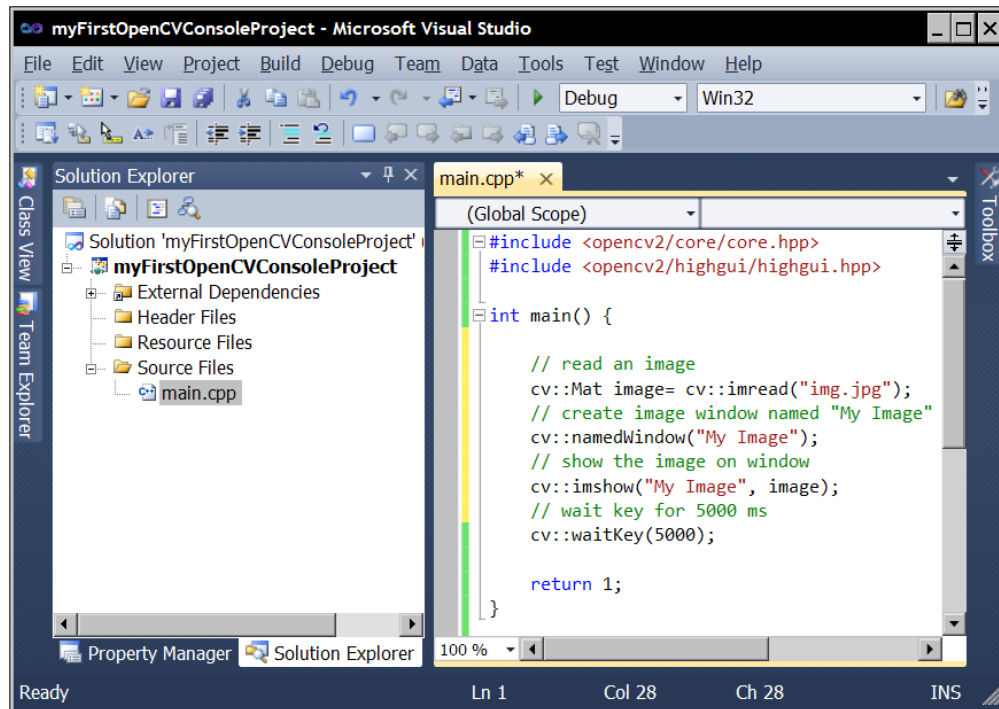 myFirstOpenCVConsoleProject - Microsoft Visual Studio
File Edit View Project Build Debug Team Data Tools Test Window Help
Debug Win32
Class View
Team Explorer
Solution Explorer
Solution 'myFirstOpenCVConsoleProject' (
myFirstOpenCVConsoleProject
External Dependencies
Header Files
Resource Files
Source Files
main.cpp
Property Manager Solution Explorer
main.cpp*
(Global Scope)
#include <opencv2/core/core.hpp>
#include <opencv2/highgui/highgui.hpp>
int main() {
// read an image
cv::Mat image= cv::imread("img.jpg");
// create image window named "My Image"
cv::namedWindow("My Image");
// show the image on window
cv::imshow("My Image", image);
// wait key for 5000 ms
cv::waitKey(5000);
return 1;
}
100 %
Toolbox
Ready Ln 1 Col 28 Ch 28 INS